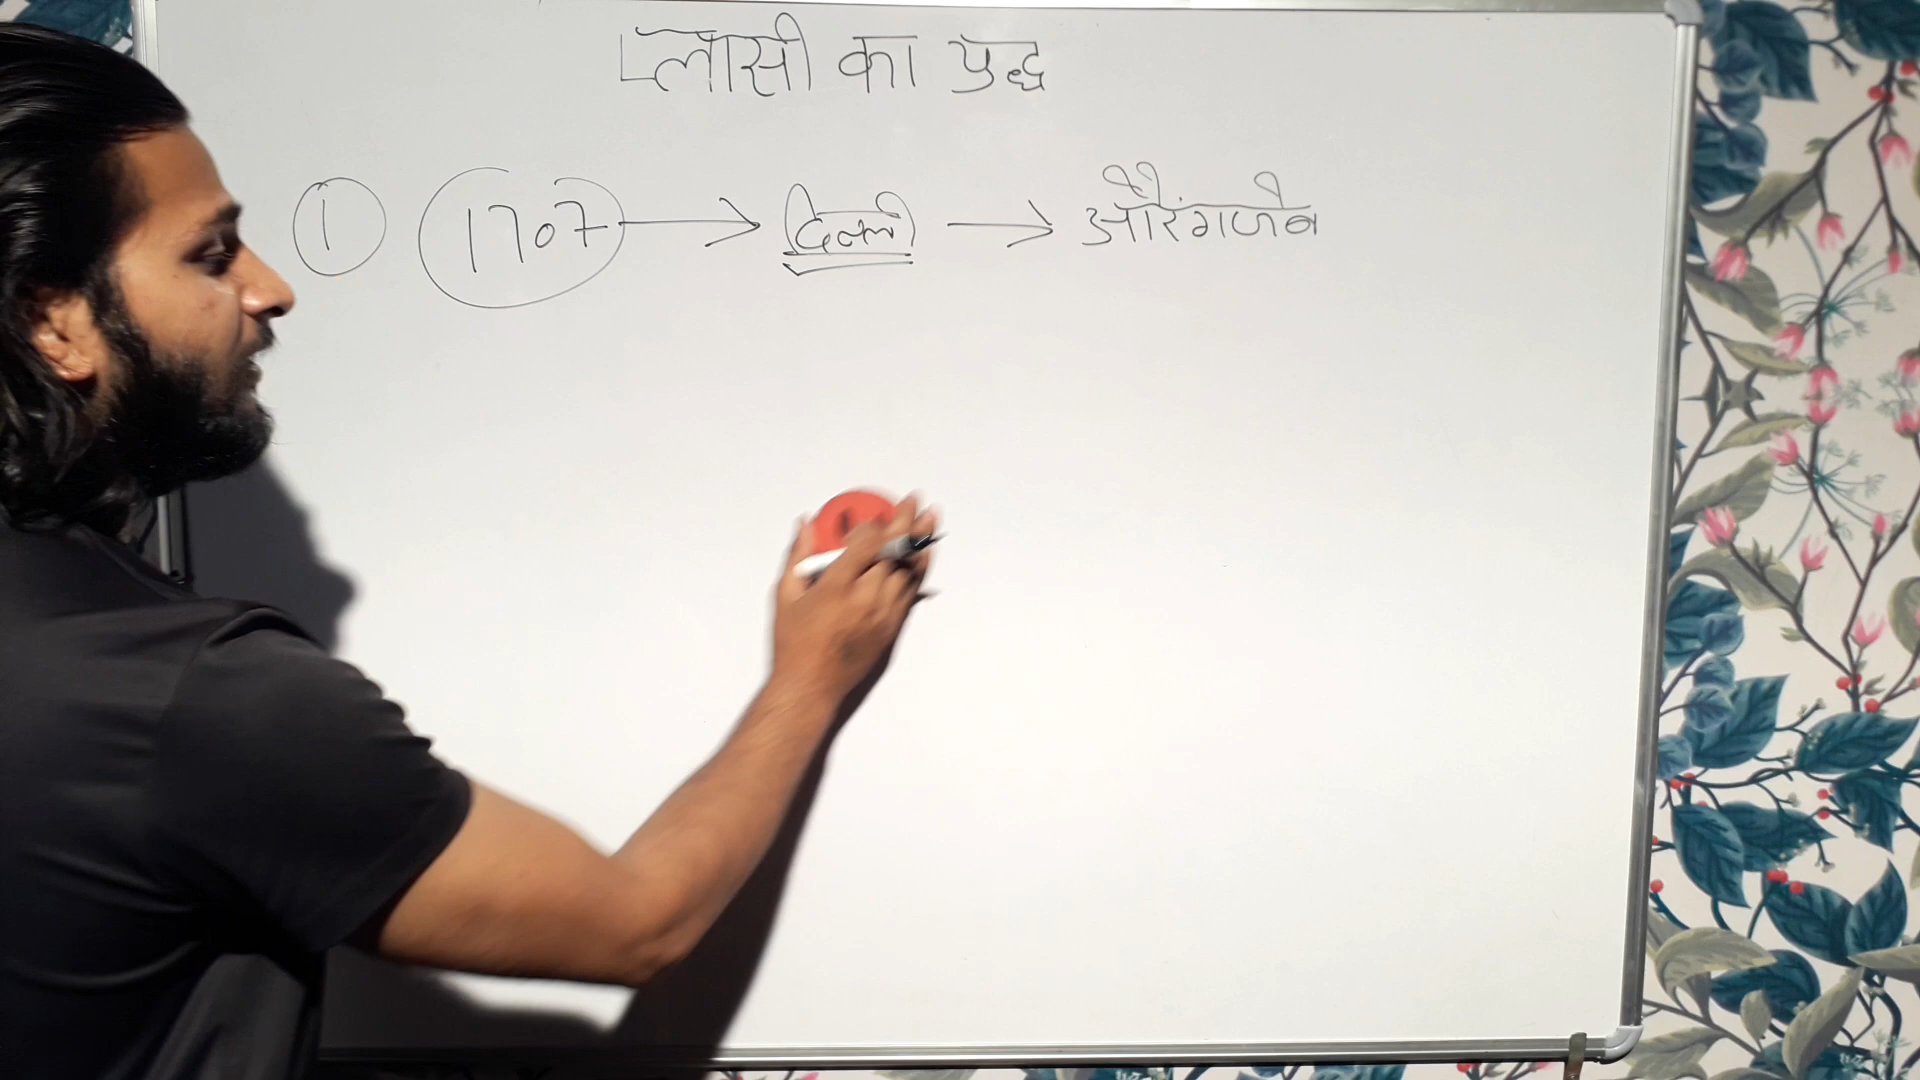 प्लासी का युद्ध
1 1707 → दिल्ली → औरंगजेब